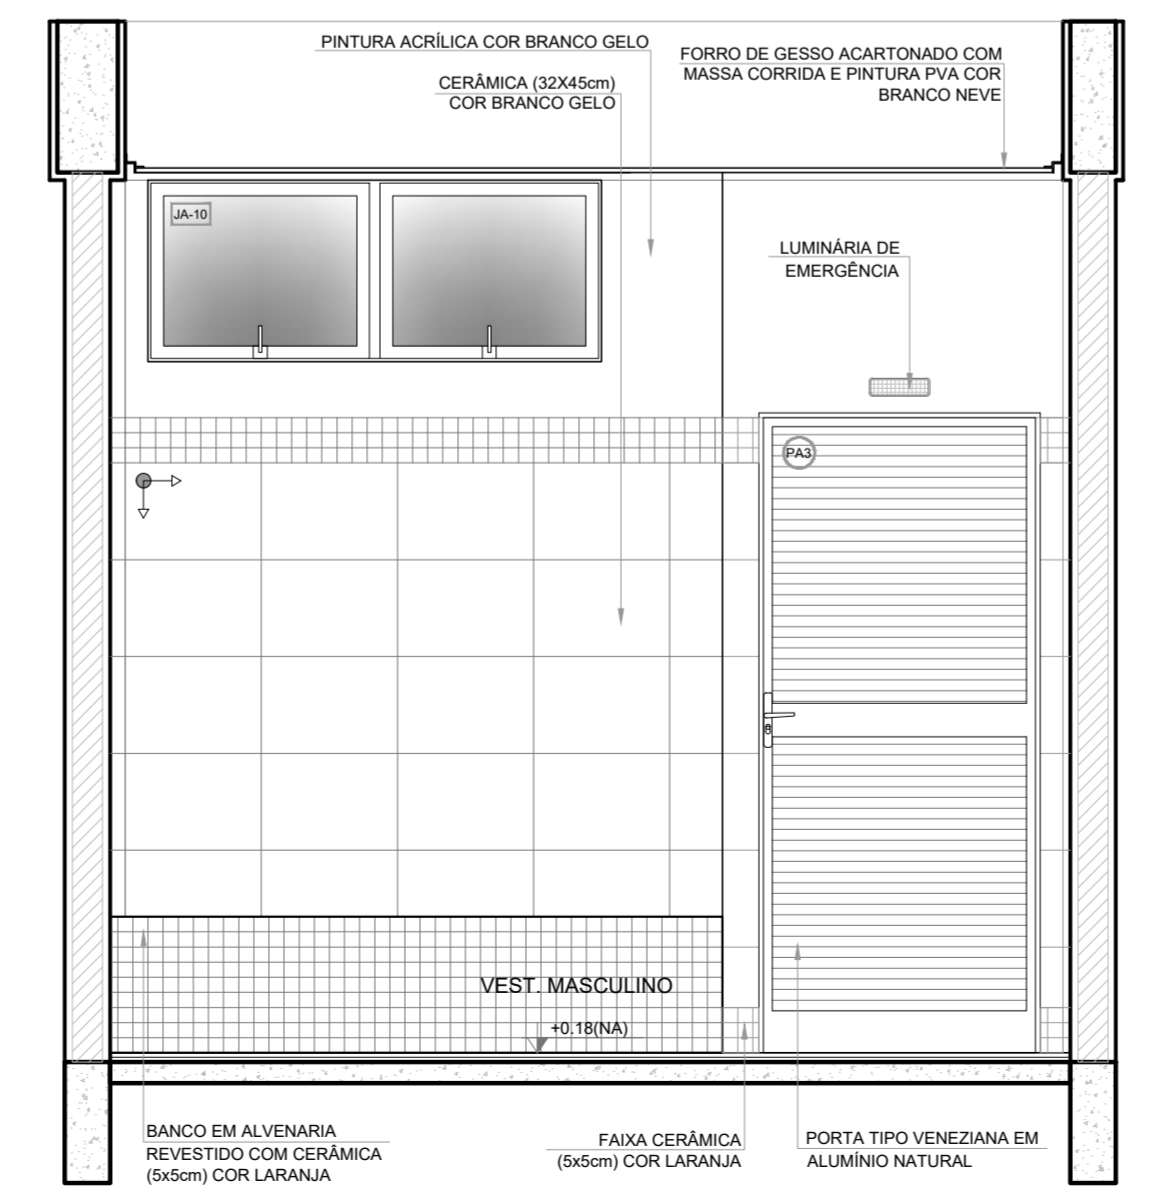 PINTURA ACRÍLICA COR BRANCO GELO
FORRO DE GESSO ACARTONADO COM
MASSA CORRIDA E PINTURA PVA COR
BRANCO NEVE
CERÂMICA (32X45cm)
COR BRANCO GELO
JA-10
LUMINÁRIA DE
EMERGÊNCIA
PA3
VEST. MASCULINO
+0.18(NA)
BANCO EM ALVENARIA
REVESTIDO COM CERÂMICA
(5x5cm) COR LARANJA
FAIXA CERÂMICA
(5x5cm) COR LARANJA
PORTA TIPO VENEZIANA EM
ALUMÍNIO NATURAL